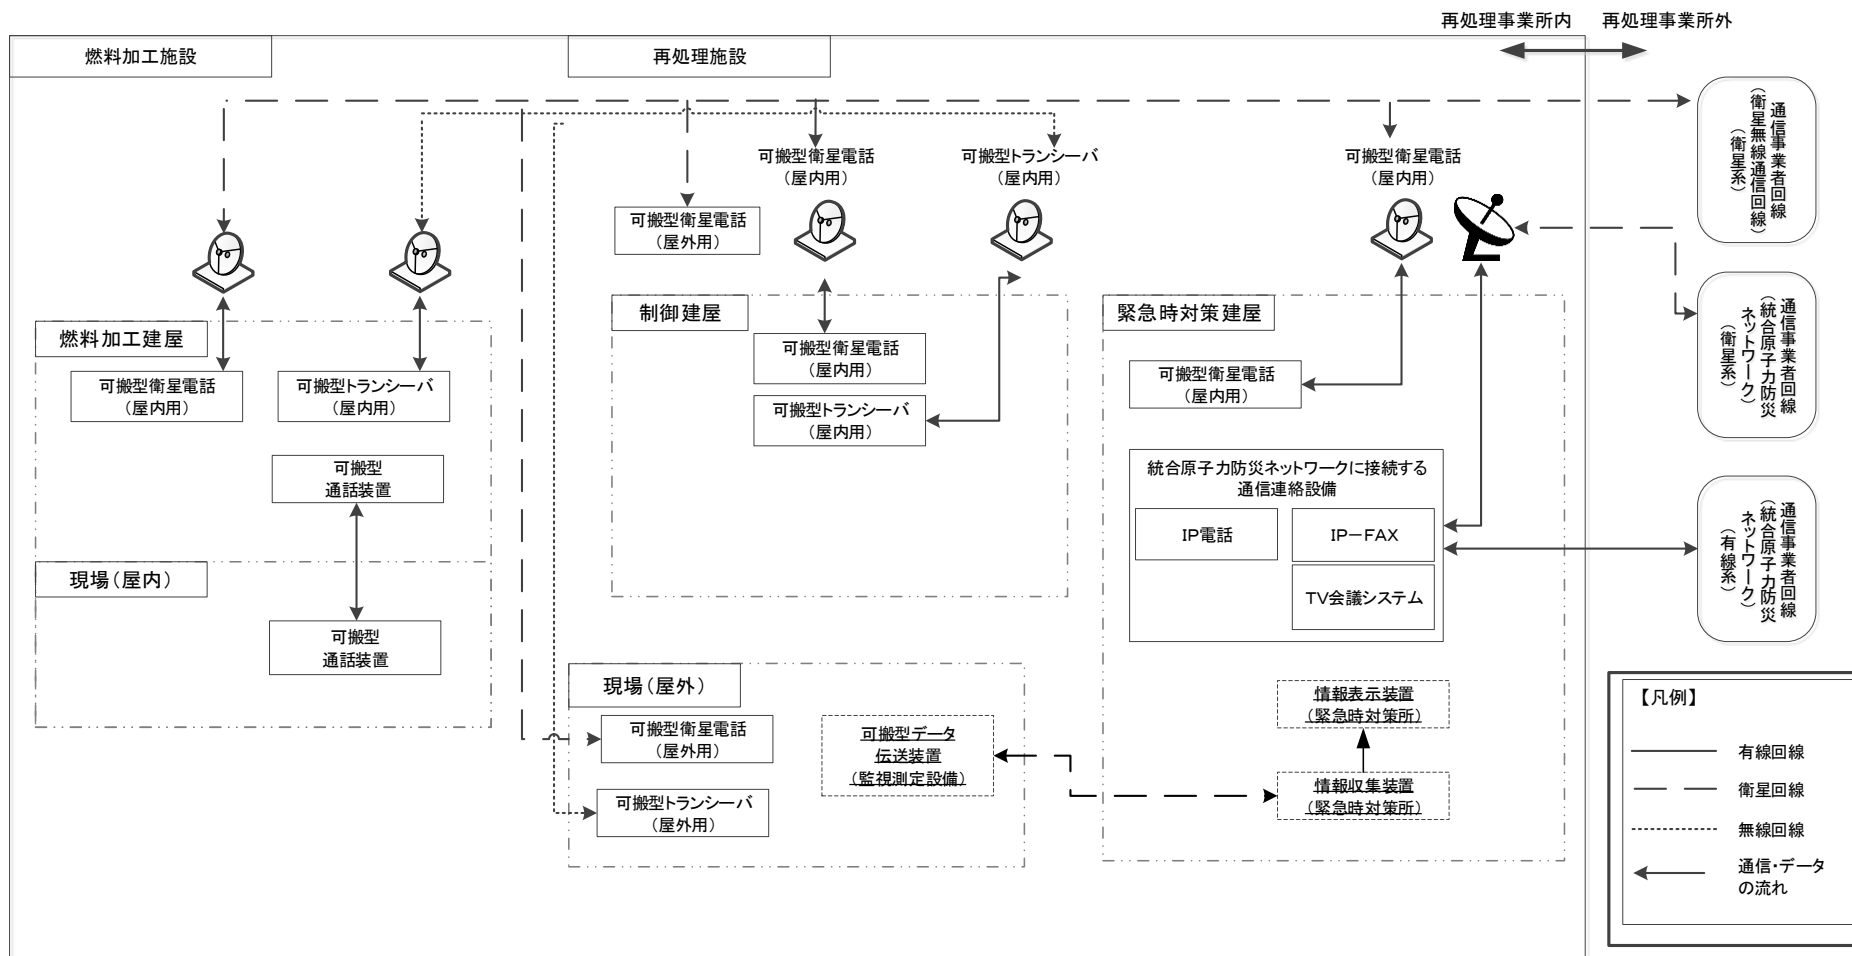 再処理事業所内
再処理事業所外
燃料加工施設
再処理施設
可搬型衛星電話
（屋内用）
可搬型トランシーバ
（屋内用）
可搬型衛星電話
（屋内用）
可搬型衛星電話
（屋外用）
通信事業者回線
（衛星無線通信回線）
（衛星系）
燃料加工建屋
可搬型衛星電話
（屋内用）
可搬型トランシーバ
（屋内用）
可搬型
通話装置
現場（屋内）
可搬型
通話装置
制御建屋
可搬型衛星電話
（屋内用）
可搬型トランシーバ
（屋内用）
緊急時対策建屋
可搬型衛星電話
（屋内用）
統合原子力防災ネットワークに接続する
通信連絡設備
IP電話
IP－FAX
TV会議システム
通信事業者回線
（統合原子力防災
ネットワーク）
（衛星系）
通信事業者回線
（統合原子力防災
ネットワーク）
（有線系）
現場（屋外）
可搬型衛星電話
（屋外用）
可搬型トランシーバ
（屋外用）
可搬型データ
伝送装置
（監視測定設備）
情報表示装置
（緊急時対策所）
情報収集装置
（緊急時対策所）
【凡例】
有線回線
衛星回線
無線回線
通信・データ
の流れ